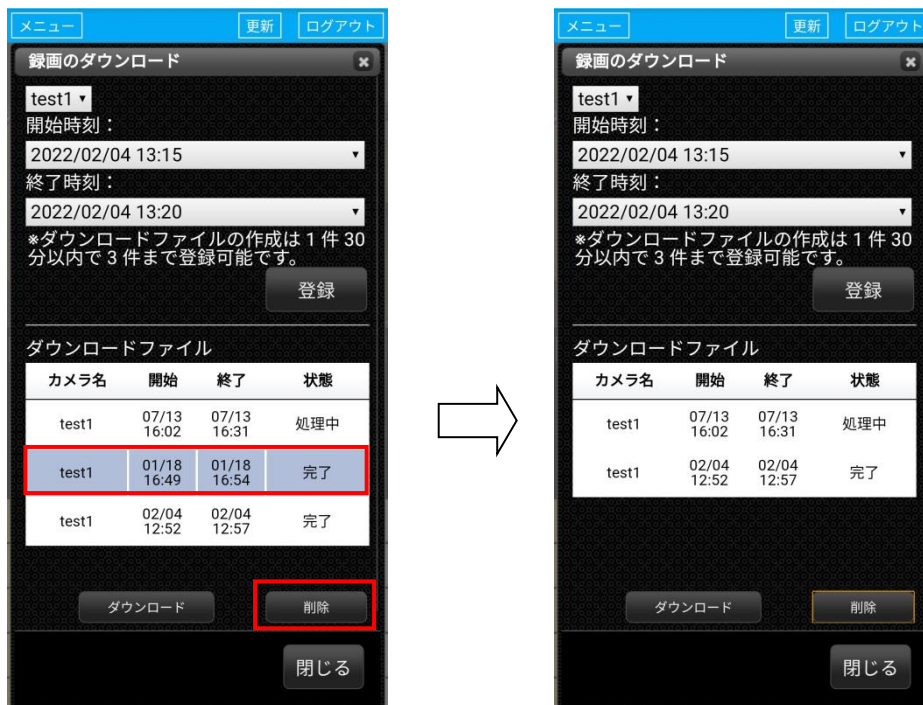 メニュー 更新 ログアウト
録画のダウンロード
test1
開始時刻：
2022/02/04 13:15
終了時刻：
2022/02/04 13:20
*ダウンロードファイルの作成は 1 件 30
分以内で 3 件まで登録可能です。
登録
ダウンロードファイル
カメラ名 開始 終了 状態
test1 07/13 16:02 07/13 16:31 処理中
test1 01/18 16:49 01/18 16:54 完了
test1 02/04 12:52 02/04 12:57 完了
ダウンロード 削除
閉じる
メニュー 更新 ログアウト
録画のダウンロード
test1
開始時刻：
2022/02/04 13:15
終了時刻：
2022/02/04 13:20
*ダウンロードファイルの作成は 1 件 30
分以内で 3 件まで登録可能です。
登録
ダウンロードファイル
カメラ名 開始 終了 状態
test1 07/13 16:02 07/13 16:31 処理中
test1 02/04 12:52 02/04 12:57 完了
ダウンロード 削除
閉じる